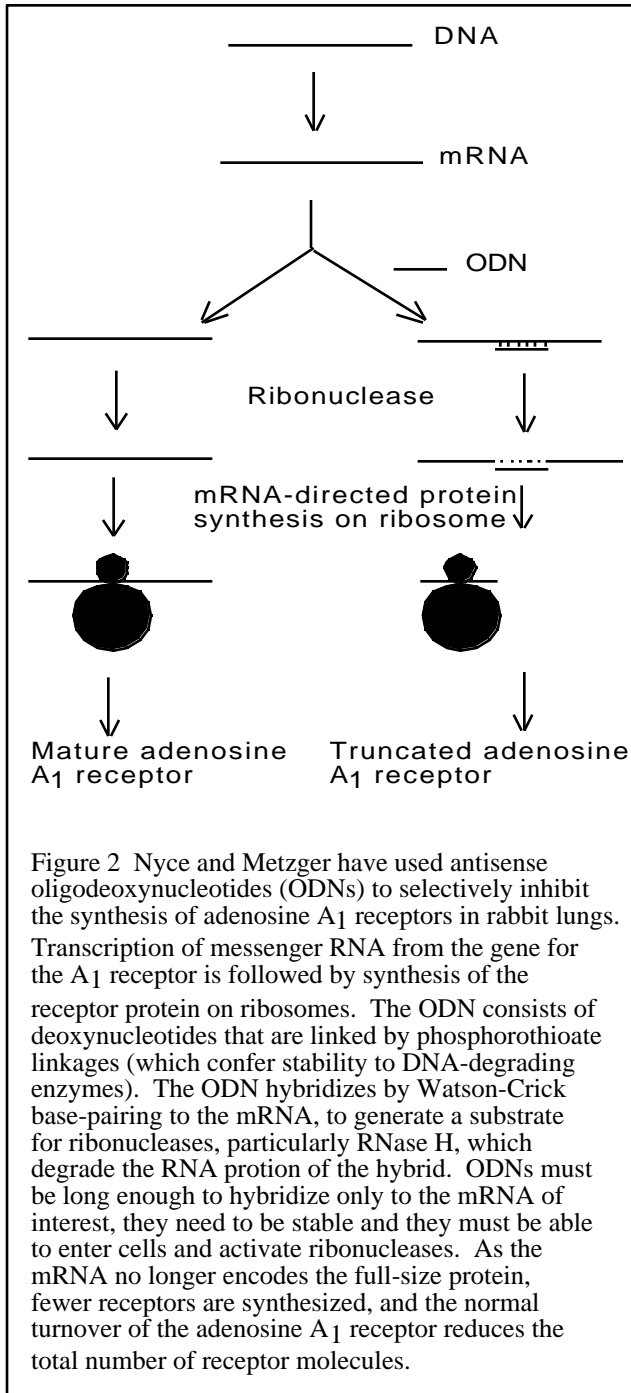 DNA
mRNA
ODN
Ribonuclease
mRNA-directed protein
synthesis on ribosome
Mature adenosine
A1 receptor
Truncated adenosine
A1 receptor
Figure 2 Nyce and Metzger have used antisense
oligodeoxynucleotides (ODNs) to selectively inhibit
the synthesis of adenosine A1 receptors in rabbit lungs.
Transcription of messenger RNA from the gene for
the A1 receptor is followed by synthesis of the
receptor protein on ribosomes. The ODN consists of
deoxynucleotides that are linked by phosphorothioate
linkages (which confer stability to DNA-degrading
enzymes). The ODN hybridizes by Watson-Crick
base-pairing to the mRNA, to generate a substrate
for ribonucleases, particularly RNase H, which
degrade the RNA protion of the hybrid. ODNs must
be long enough to hybridize only to the mRNA of
interest, they need to be stable and they must be able
to enter cells and activate ribonucleases. As the
mRNA no longer encodes the full-size protein,
fewer receptors are synthesized, and the normal
turnover of the adenosine A1 receptor reduces the
total number of receptor molecules.